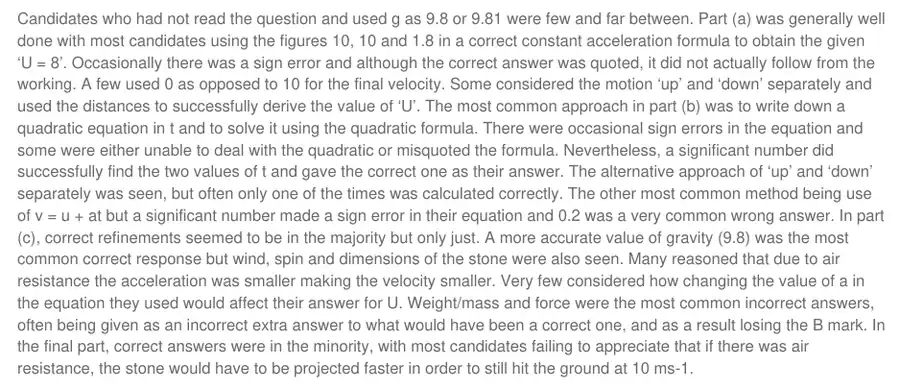 Candidates who had not read the question and used g as 9.8 or 9.81 were few and far between. Part (a) was generally well
done with most candidates using the figures 10, 10 and 1.8 in a correct constant acceleration formula to obtain the given
‘U = 8’. Occasionally there was a sign error and although the correct answer was quoted, it did not actually follow from the
working. A few used 0 as opposed to 10 for the final velocity. Some considered the motion ‘up’ and ‘down’ separately and
used the distances to successfully derive the value of ‘U’. The most common approach in part (b) was to write down a
quadratic equation in t and to solve it using the quadratic formula. There were occasional sign errors in the equation and
some were either unable to deal with the quadratic or misquoted the formula. Nevertheless, a significant number did
successfully find the two values of t and gave the correct one as their answer. The alternative approach of ‘up’ and ‘down’
separately was seen, but often only one of the times was calculated correctly. The other most common method being use
of v = u + at but a significant number made a sign error in their equation and 0.2 was a very common wrong answer. In part
(c), correct refinements seemed to be in the majority but only just. A more accurate value of gravity (9.8) was the most
common correct response but wind, spin and dimensions of the stone were also seen. Many reasoned that due to air
resistance the acceleration was smaller making the velocity smaller. Very few considered how changing the value of a in
the equation they used would affect their answer for U. Weight/mass and force were the most common incorrect answers,
often being given as an incorrect extra answer to what would have been a correct one, and as a result losing the B mark. In
the final part, correct answers were in the minority, with most candidates failing to appreciate that if there was air
resistance, the stone would have to be projected faster in order to still hit the ground at 10 ms-1.